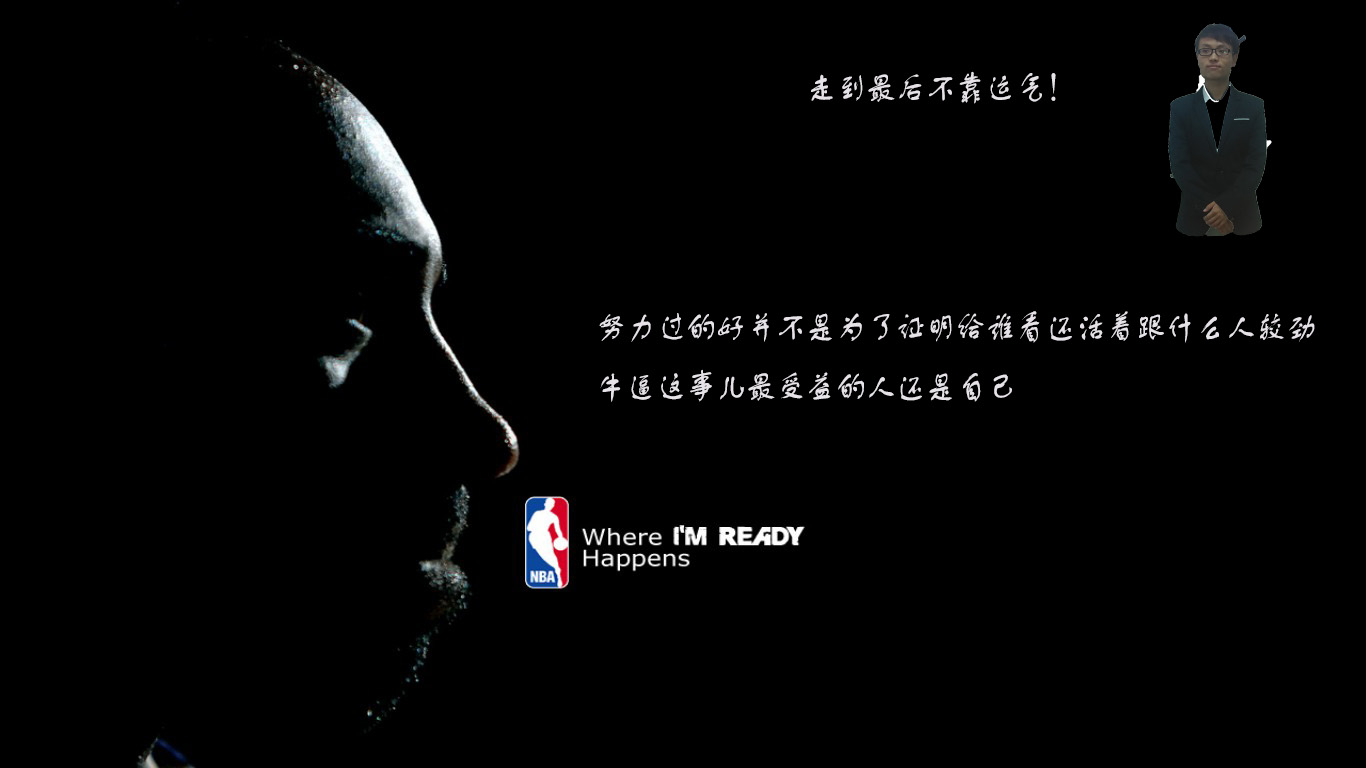 走到最后不靠运气!
努力过的好并不是为了证明给谁看还活着跟什么人较劲
牛逼这事儿最受益的人还是自己
Where I'M READY
Happens
NBA